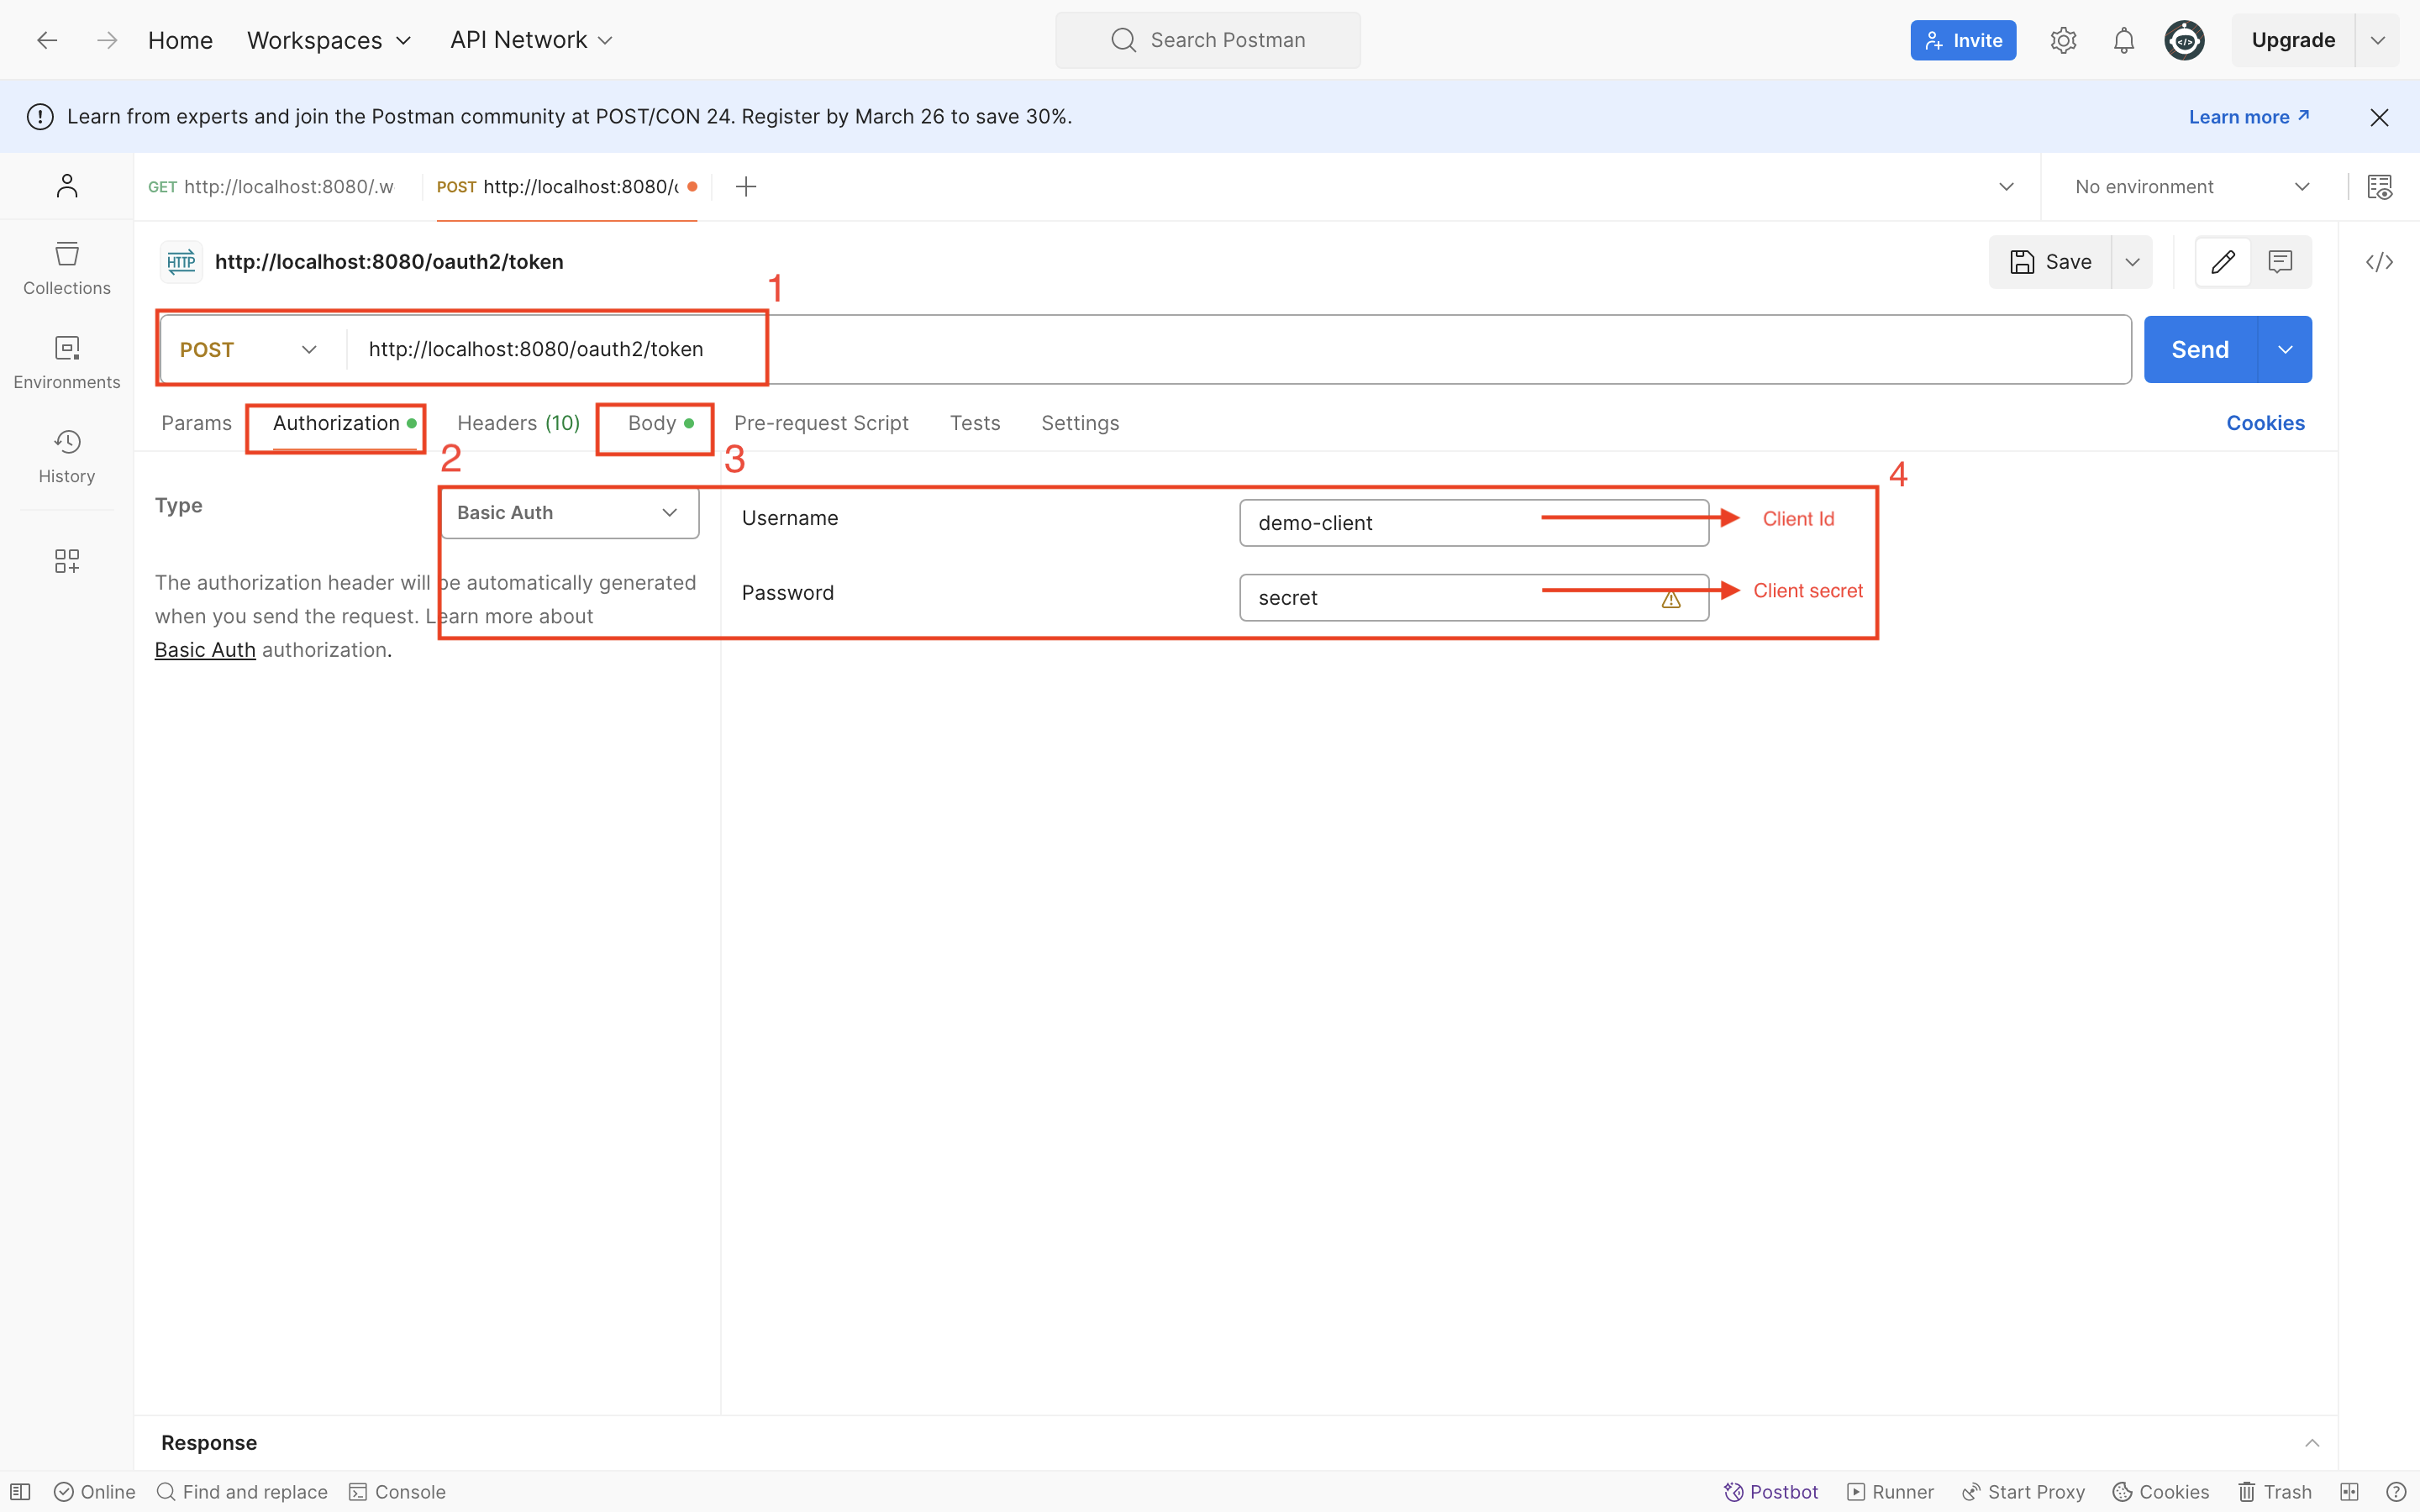 Home Workspaces API Network Search Postman Invite Upgrade
Learn from experts and join the Postman community at POST/CON 24. Register by March 26 to save 30%. Learn more
GET http://localhost:8080/.w POST http://localhost:8080/ No environment
Collections
Environments
History
HTTP http://localhost:8080/oauth2/token Save
1
POST http://localhost:8080/oauth2/token Send
Params Authorization Headers (10) Body Pre-request Script Tests Settings Cookies
2 3 4
Type Basic Auth Username demo-client Client Id
The authorization header will be automatically generated
when you send the request. Learn more about
Basic Auth authorization.
Password secret Client secret
Response
Online Find and replace Console Postbot Runner Start Proxy Cookies Trash